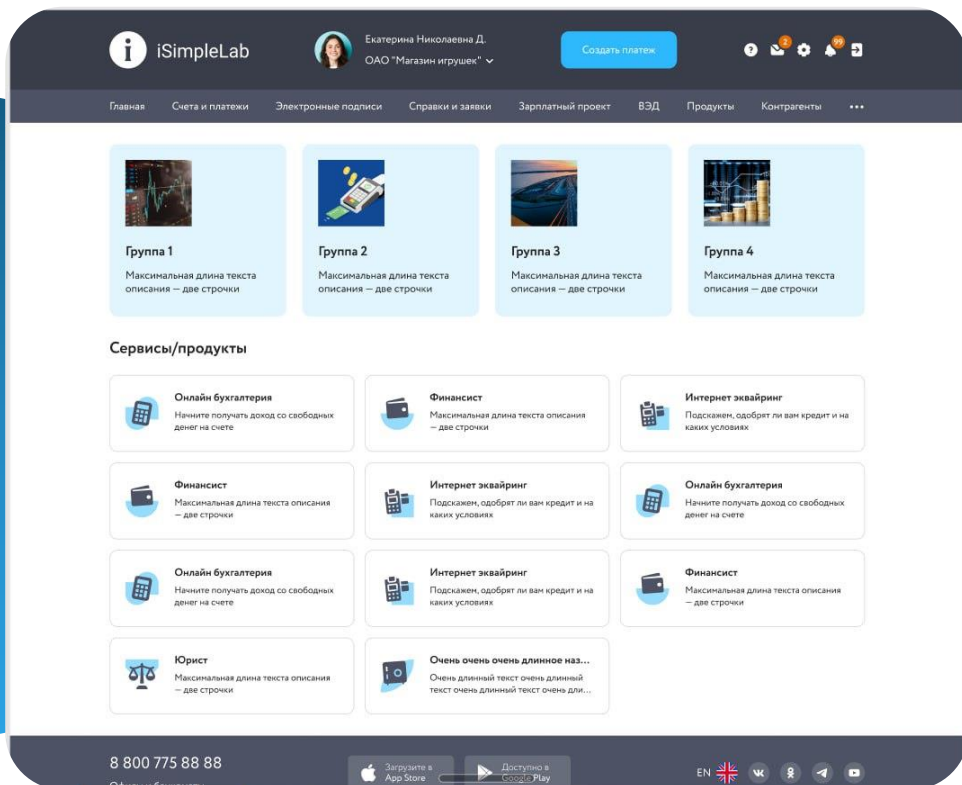 i iSimpleLab
Екатерина Николаевна Д.
ОАО "Магазин игрушек"
Создать платеж
?
2
99
Главная Счета и платежи Электронные подписи Справки и заявки Зарплатный проект ВЭД Продукты Контрагенты •••
Группа 1
Максимальная длина текста
описания — две строчки
Группа 2
Максимальная длина текста
описания — две строчки
Группа 3
Максимальная длина текста
описания — две строчки
Группа 4
Максимальная длина текста
описания — две строчки
Сервисы/продукты
Онлайн бухгалтерия
Начните получать доход со свободных
денег на счете
Финансист
Максимальная длина текста описания
— две строчки
Интернет эквайринг
Подскажем, одобрят ли вам кредит и на
каких условиях
Финансист
Максимальная длина текста описания
— две строчки
Интернет эквайринг
Подскажем, одобрят ли вам кредит и на
каких условиях
Онлайн бухгалтерия
Начните получать доход со свободных
денег на счете
Онлайн бухгалтерия
Начните получать доход со свободных
денег на счете
Интернет эквайринг
Подскажем, одобрят ли вам кредит и на
каких условиях
Финансист
Максимальная длина текста описания
— две строчки
Юрист
Максимальная длина текста описания
— две строчки
Очень очень очень длинное наз...
Очень длинный текст очень длинный
текст очень длинный текст очень дли...
8 800 775 88 88
Загрузите в
App Store
Доступно в
Google Play
EN